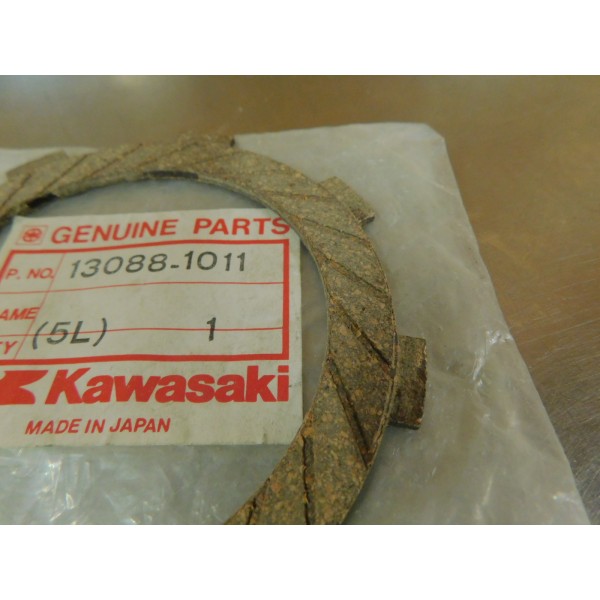 GENUINE PARTS
P. NO. 13088-1011
AME
TY (5L) 1
Kawasaki
MADE IN JAPAN